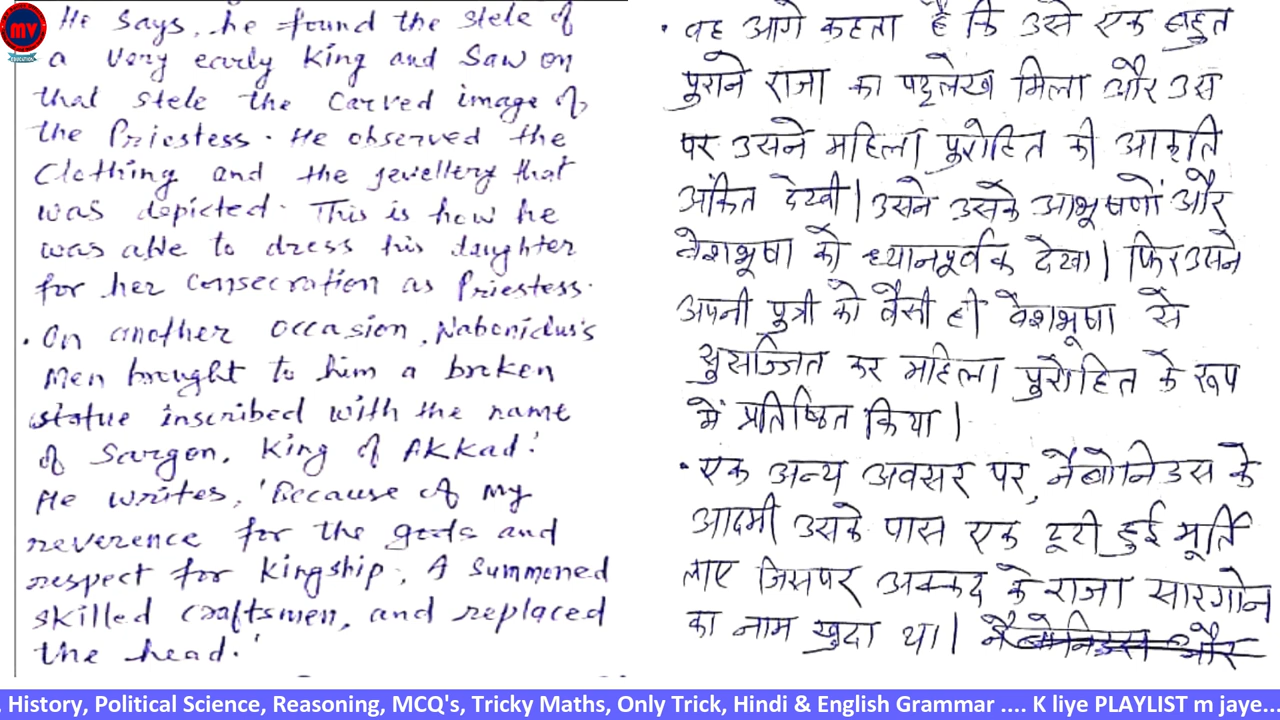 mv
EDUCATION
He says, he found the stele of
a very early King and Saw on
that stele the carved image of
the Priestess. He observed the
Clothing and the jewellery that
was depicted. This is how he
was able to dress his daughter
for her Consecration as Priestess.
. On another occasion, Nabonidus's
Men brought to him a broken
statue inscribed with the name
of Sargon, King of Akkad.'
He writes, 'Because of my
reverence for the gods and
respect for kingship, A summoned
skilled craftsmen, and replaced
the head.'
. वह आगे कहता है कि उसे एक बहुत
पुराने राजा का पट्टलेख मिला और उस
पर उसने महिला पुरोहित की आकृति
अंकित देखी। उसने उसके आभूषणों और
वेशभूषा को ध्यानपूर्वक देखा। फिर उसने
अपनी पुत्री को वैसी ही वेशभूषा से
सुसज्जित कर महिला पुरोहित के रूप
में प्रतिष्ठित किया।
. एक अन्य अवसर पर, नैबोनिडस के
आदमी उसके पास एक टूटी हुई मूर्ति
लाए जिसपर अक्कद के राजा सारगोन
का नाम खुदा था। नैबोनिडस और
, History, Political Science, Reasoning, MCQ's, Tricky Maths, Only Trick, Hindi & English Grammar .... K liye PLAYLIST m jaye...